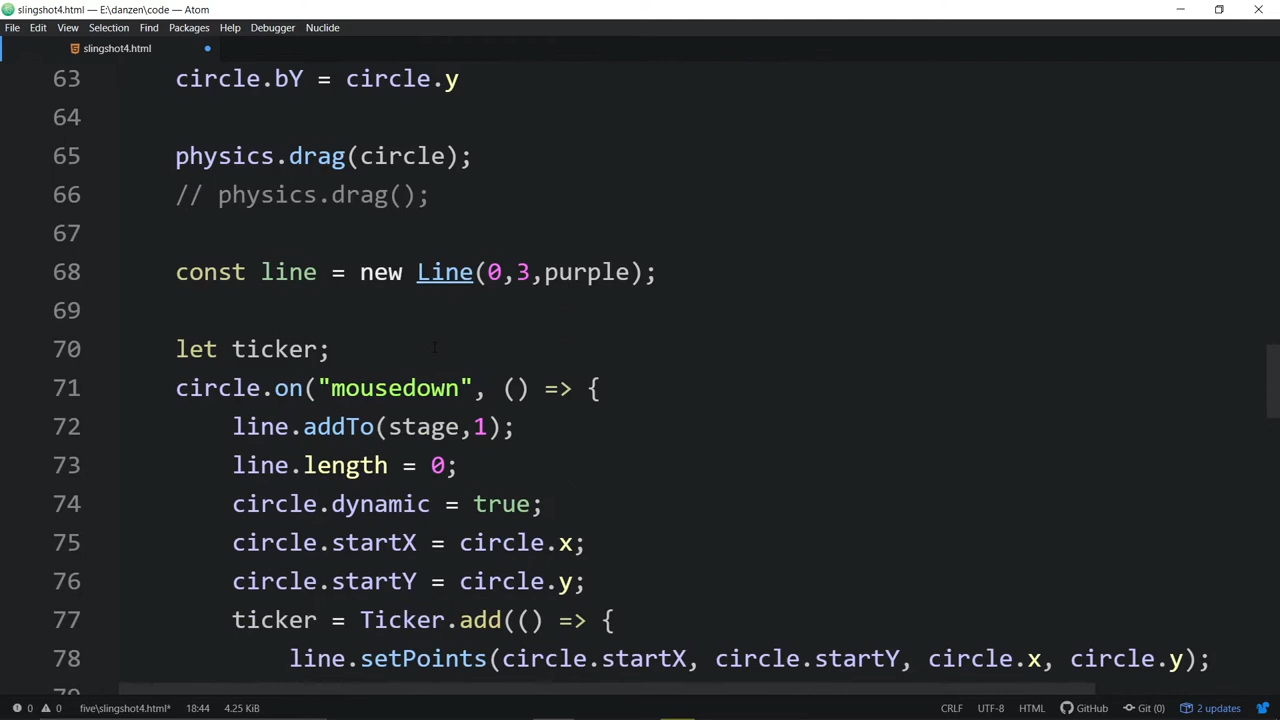 slingshot4.html — E:\danzen\code — Atom
File Edit View Selection Find Packages Help Debugger Nuclide
slingshot4.html
63 circle.bY = circle.y
64
65 physics.drag(circle);
66 // physics.drag();
67
68 const line = new Line(0,3,purple);
69
70 let ticker;
71 circle.on("mousedown", () => {
72 line.addTo(stage,1);
73 line.length = 0;
74 circle.dynamic = true;
75 circle.startX = circle.x;
76 circle.startY = circle.y;
77 ticker = Ticker.add(() => {
78 line.setPoints(circle.startX, circle.startY, circle.x, circle.y);
0 0 five\slingshot4.html* 18:44 4.25 KiB CRLF UTF-8 HTML GitHub Git (0) 2 updates